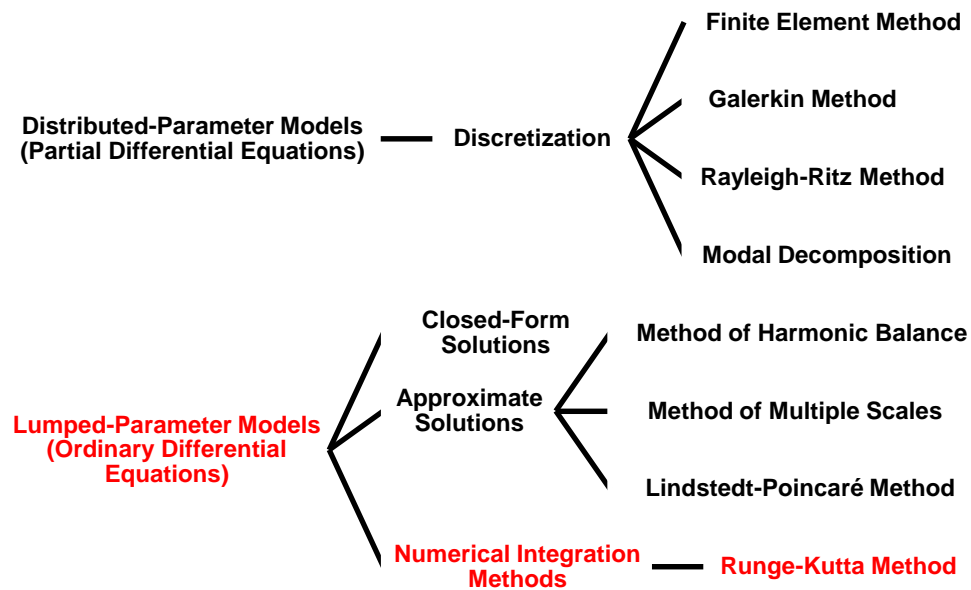 Finite Element Method
Galerkin Method
Distributed-Parameter Models
(Partial Differential Equations)
Discretization
Rayleigh-Ritz Method
Modal Decomposition
Closed-Form
Solutions
Method of Harmonic Balance
Approximate
Solutions
Method of Multiple Scales
Lumped-Parameter Models
(Ordinary Differential
Equations)
Lindstedt-Poincaré Method
Numerical Integration
Methods
Runge-Kutta Method